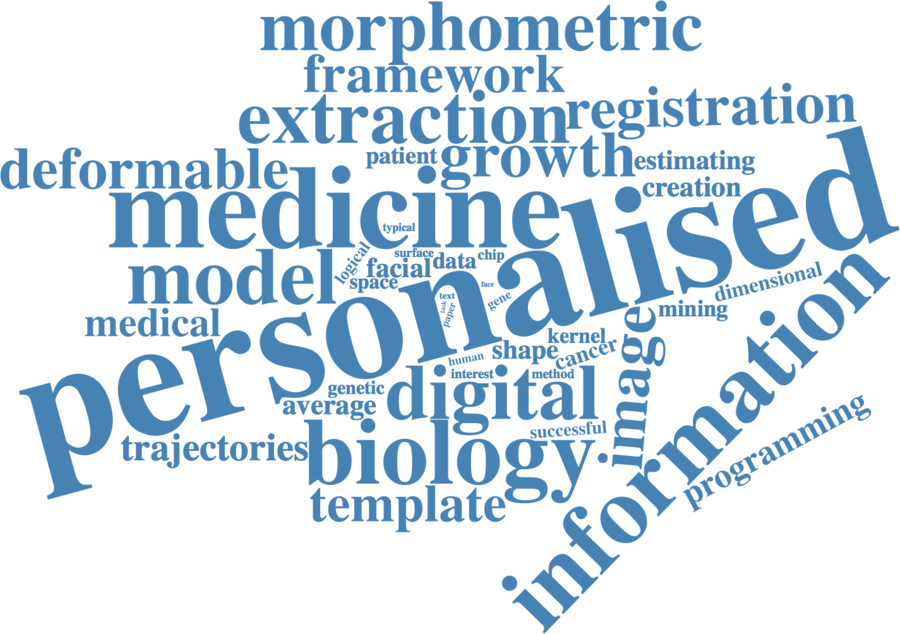 morphometric
framework
extraction
registration
deformable
patient
growth
estimating
creation
medicine
typical
personalised
model
logical
surface
chip
facial
data
space
face
text
gene
task
paper
dimensional
mining
medical
human
shape
kernel
cancer
image
information
genetic
interest
method
average
digital
trajectories
biology
successful
programming
template